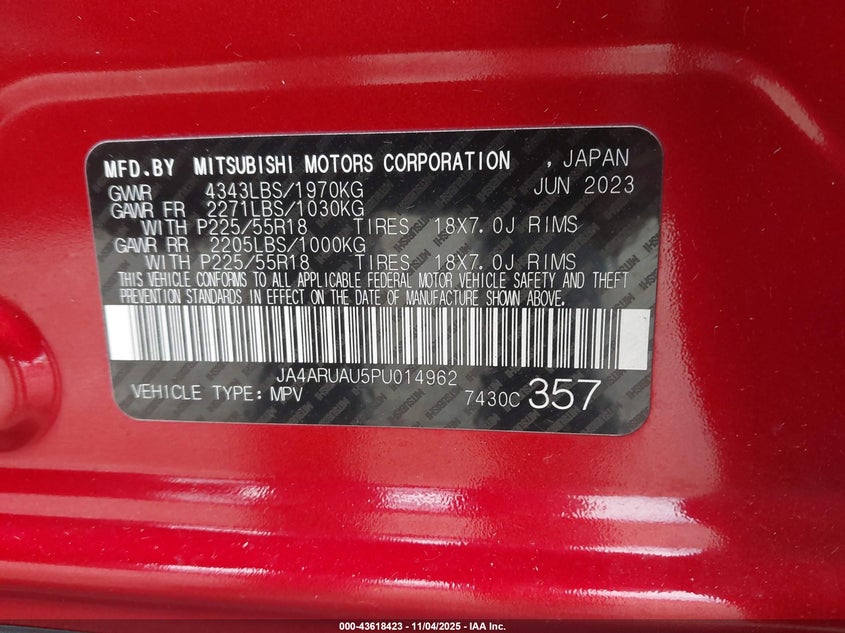 MFD.BY MITSUBISHI MOTORS CORPORATION , JAPAN
GVWR 4343LBS/1970KG JUN 2023
GAWR FR 2271LBS/1030KG
WITH P225/55R18 TIRES 18X7.0J RIMS
GAWR RR 2205LBS/1000KG
WITH P225/55R18 TIRES 18X7.0J RIMS
THIS VEHICLE CONFORMS TO ALL APPLICABLE FEDERAL MOTOR VEHICLE SAFETY AND THEFT
PREVENTION STANDARDS IN EFFECT ON THE DATE OF MANUFACTURE SHOWN ABOVE.
JA4ARUAU5PU014962
VEHICLE TYPE: MPV 7430C 357
000-43618423 - 11/04/2025 - IAA Inc.